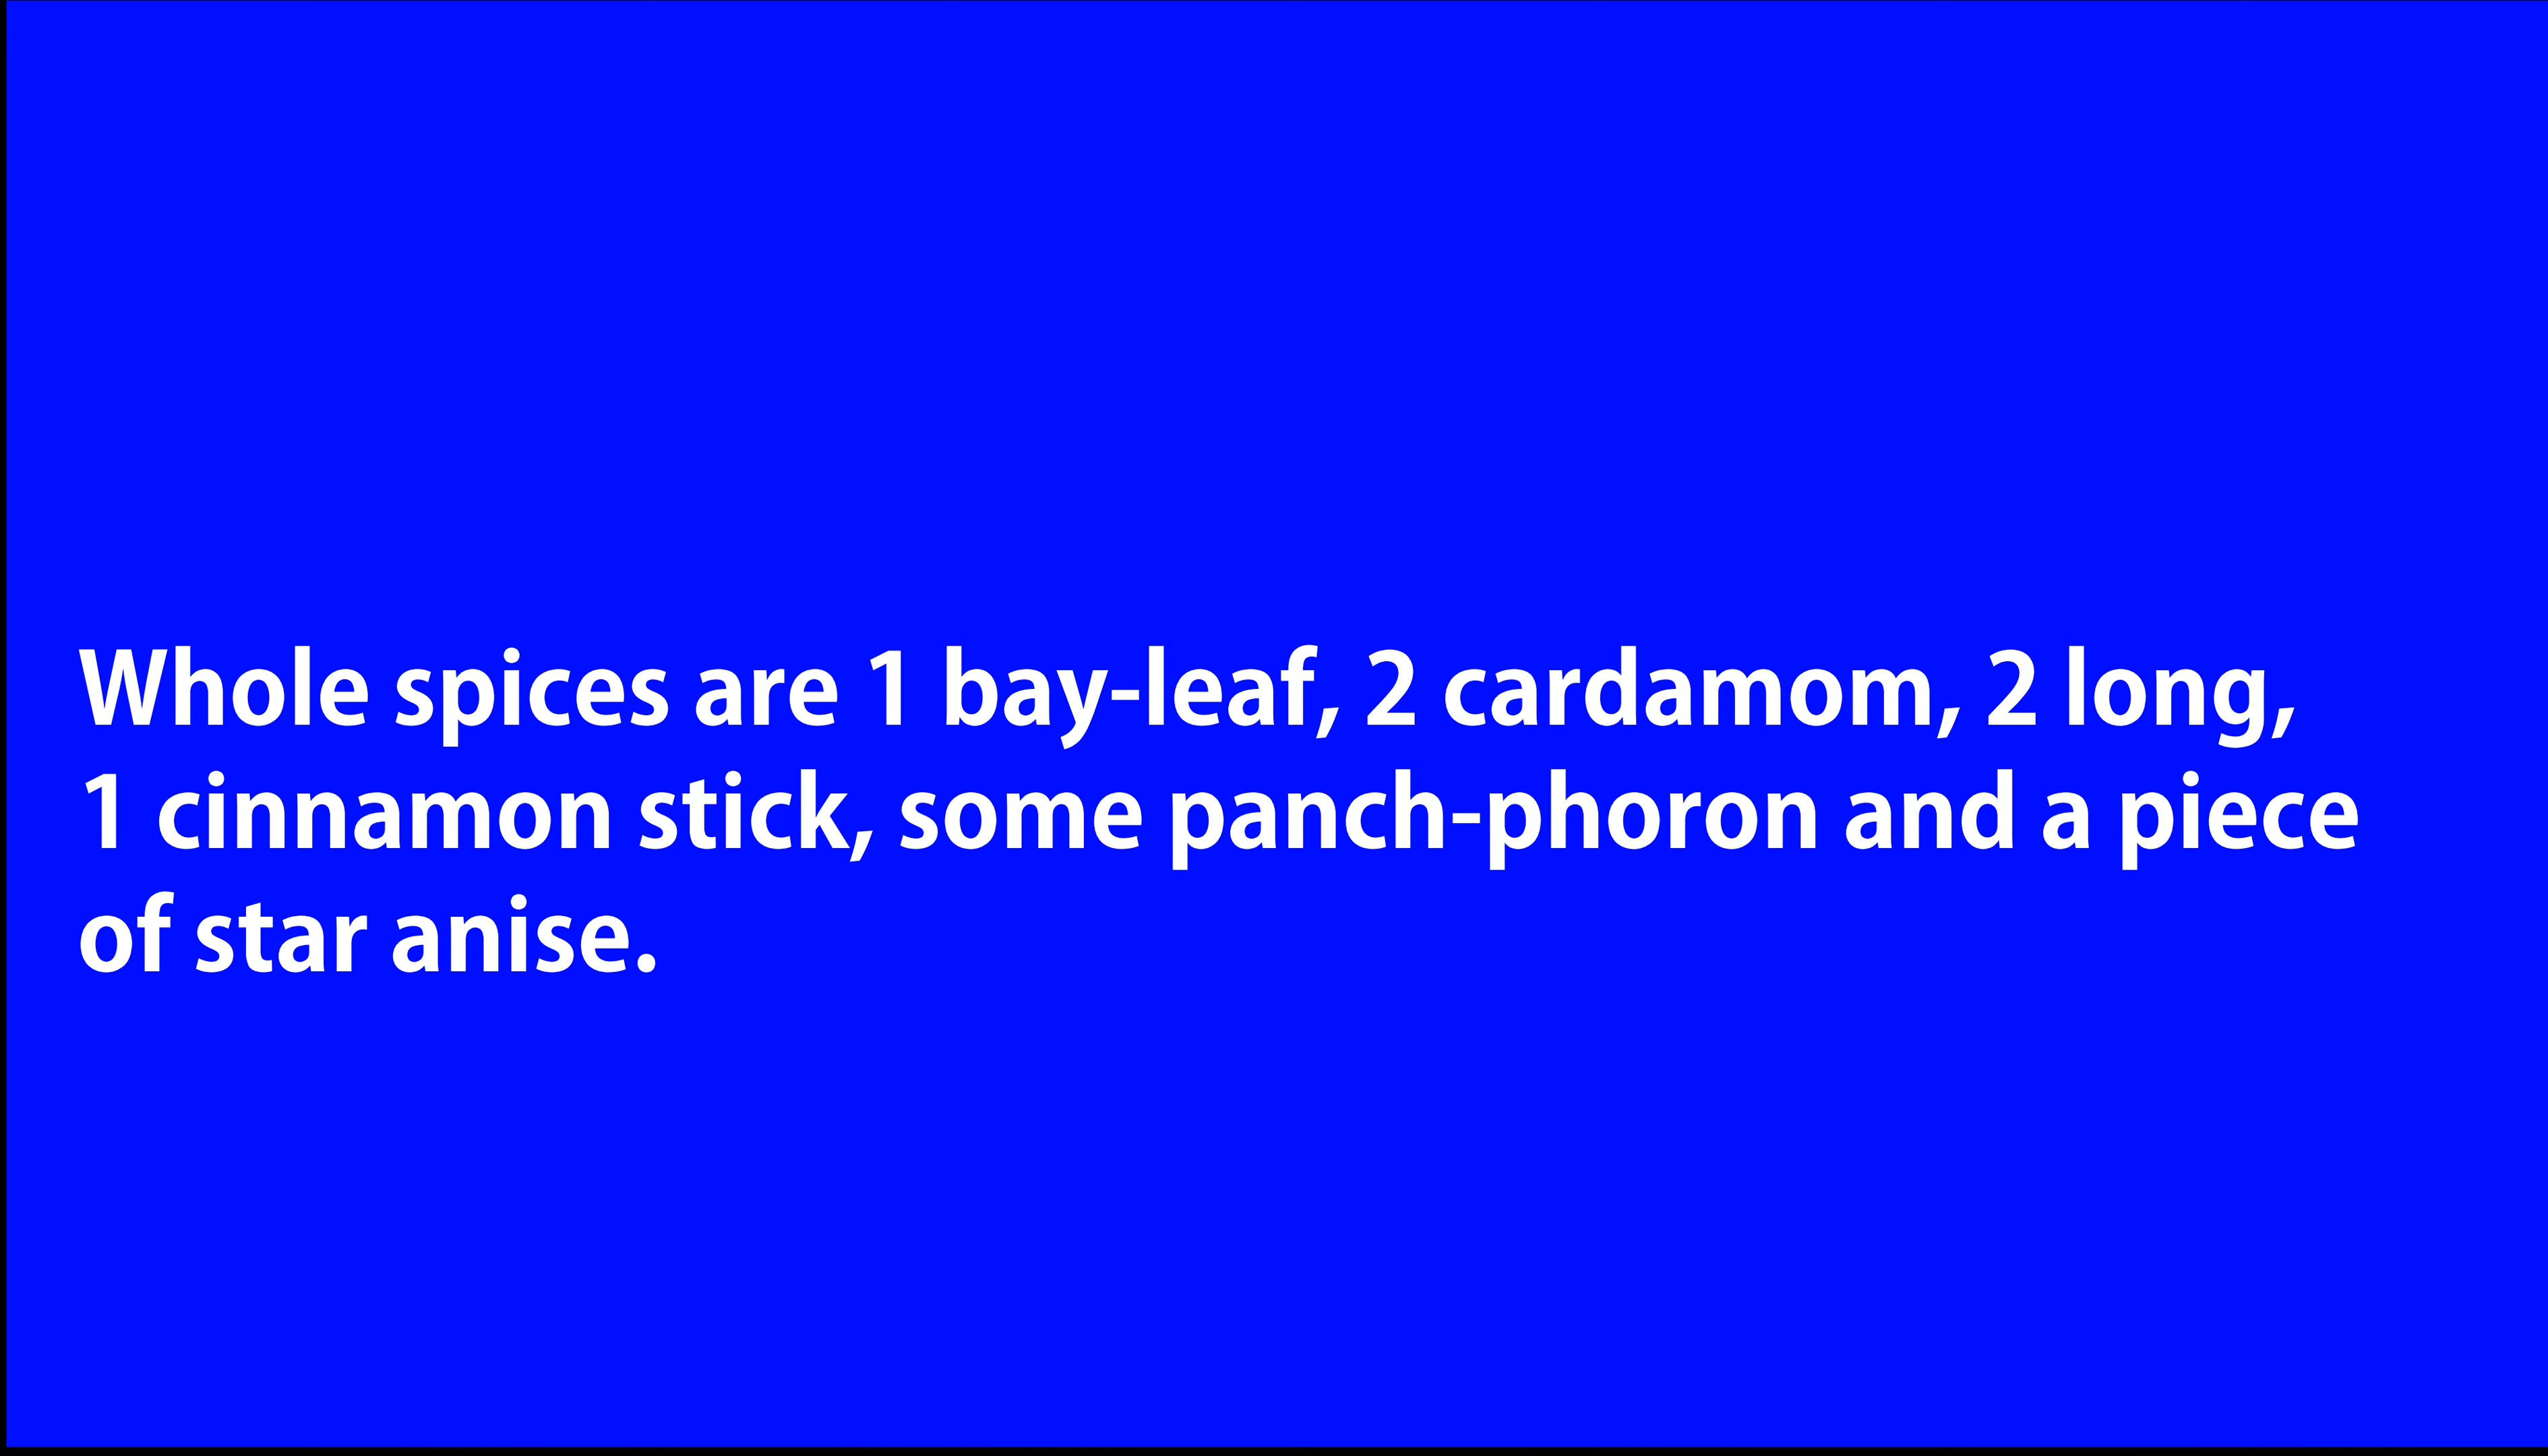 Whole spices are 1 bay-leaf, 2 cardamom, 2 long,
1 cinnamon stick, some panch-phoron and a piece
of star anise.